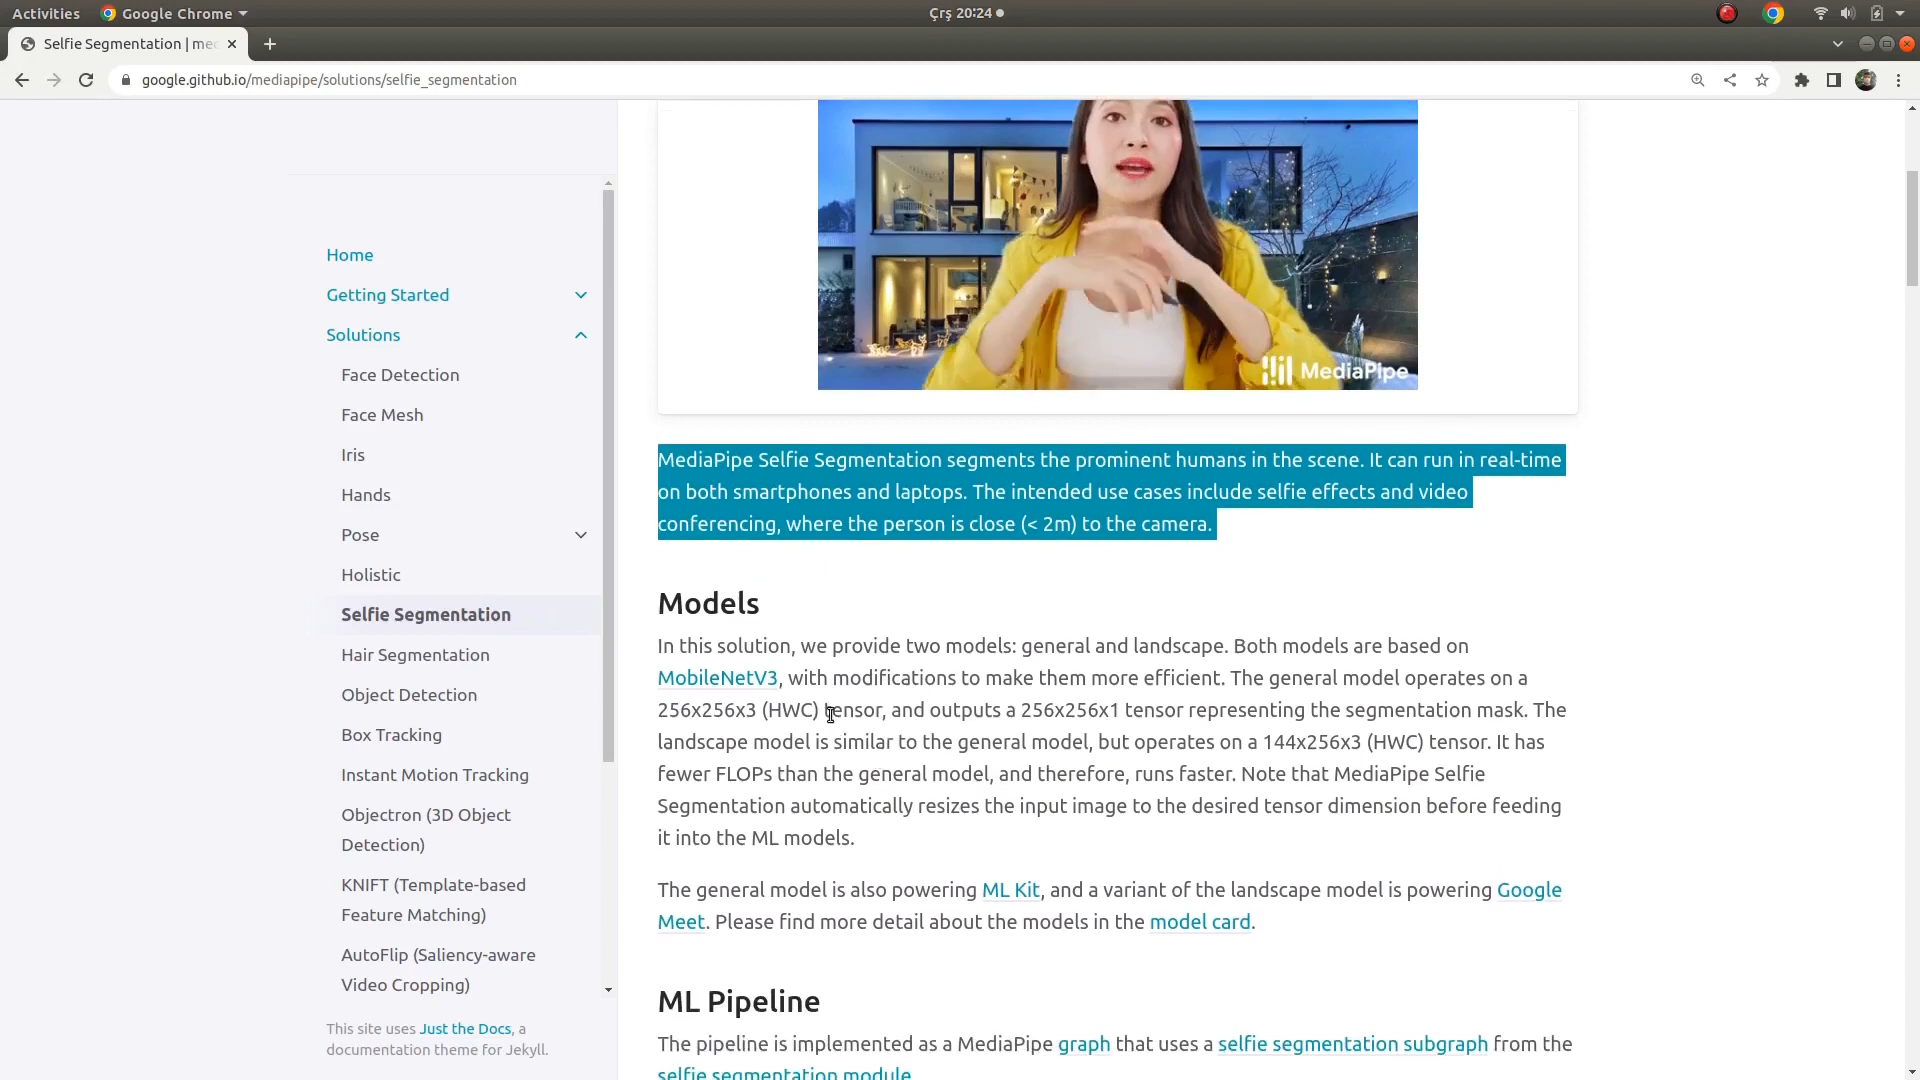 Activities
Google Chrome
Çrş 20:24
Selfie Segmentation | med
google.github.io/mediapipe/solutions/selfie_segmentation
Home
Getting Started
Solutions
Face Detection
Face Mesh
Iris
Hands
Pose
Holistic
Selfie Segmentation
Hair Segmentation
Object Detection
Box Tracking
Instant Motion Tracking
Objectron (3D Object
Detection)
KNIFT (Template-based
Feature Matching)
AutoFlip (Saliency-aware
Video Cropping)
This site uses Just the Docs, a
documentation theme for Jekyll.
MediaPipe
MediaPipe Selfie Segmentation segments the prominent humans in the scene. It can run in real-time
on both smartphones and laptops. The intended use cases include selfie effects and video
conferencing, where the person is close (< 2m) to the camera.
Models
In this solution, we provide two models: general and landscape. Both models are based on
MobileNetV3, with modifications to make them more efficient. The general model operates on a
256x256x3 (HWC) tensor, and outputs a 256x256x1 tensor representing the segmentation mask. The
landscape model is similar to the general model, but operates on a 144x256x3 (HWC) tensor. It has
fewer FLOPs than the general model, and therefore, runs faster. Note that MediaPipe Selfie
Segmentation automatically resizes the input image to the desired tensor dimension before feeding
it into the ML models.
The general model is also powering ML Kit, and a variant of the landscape model is powering Google
Meet. Please find more detail about the models in the model card.
ML Pipeline
The pipeline is implemented as a MediaPipe graph that uses a selfie segmentation subgraph from the
selfie segmentation module.